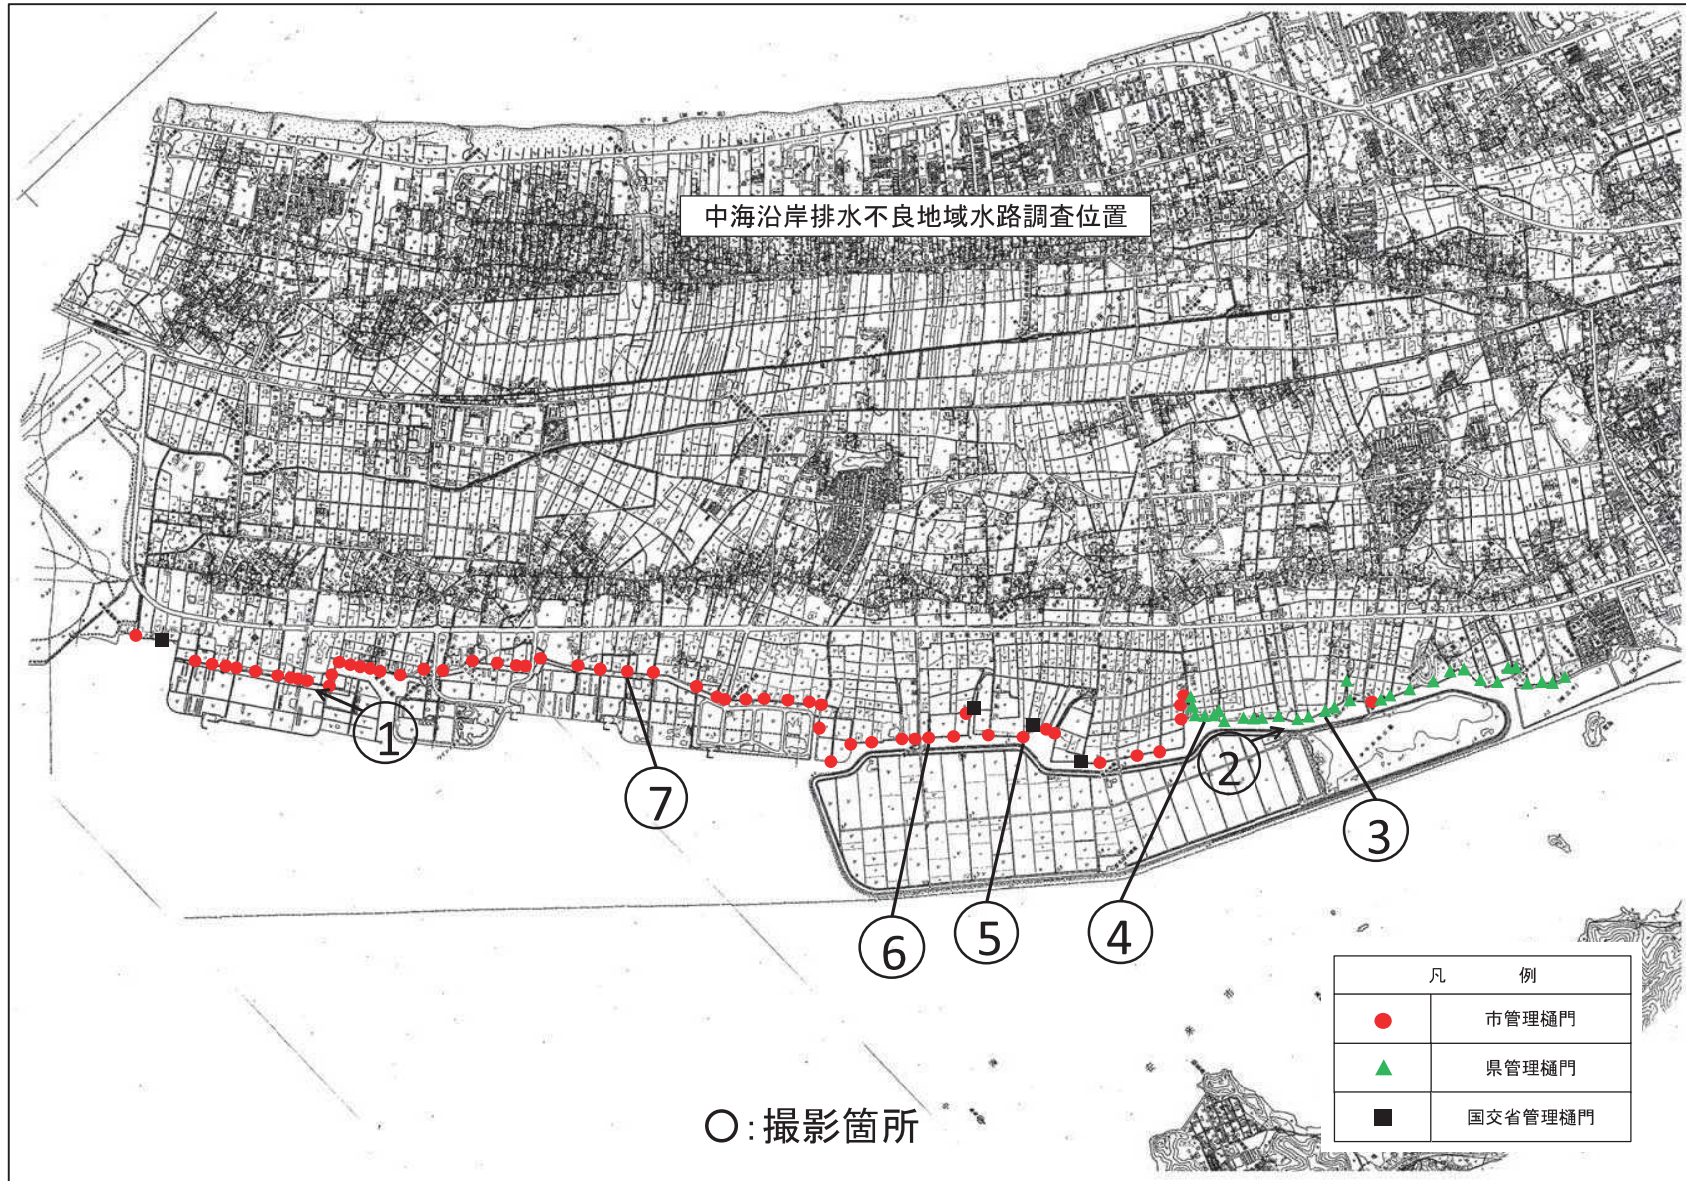 中海沿岸排水不良地域水路調査位置
①
②
③
④
⑤
⑥
⑦
凡 例
市管理樋門
県管理樋門
国交省管理樋門
○:撮影箇所